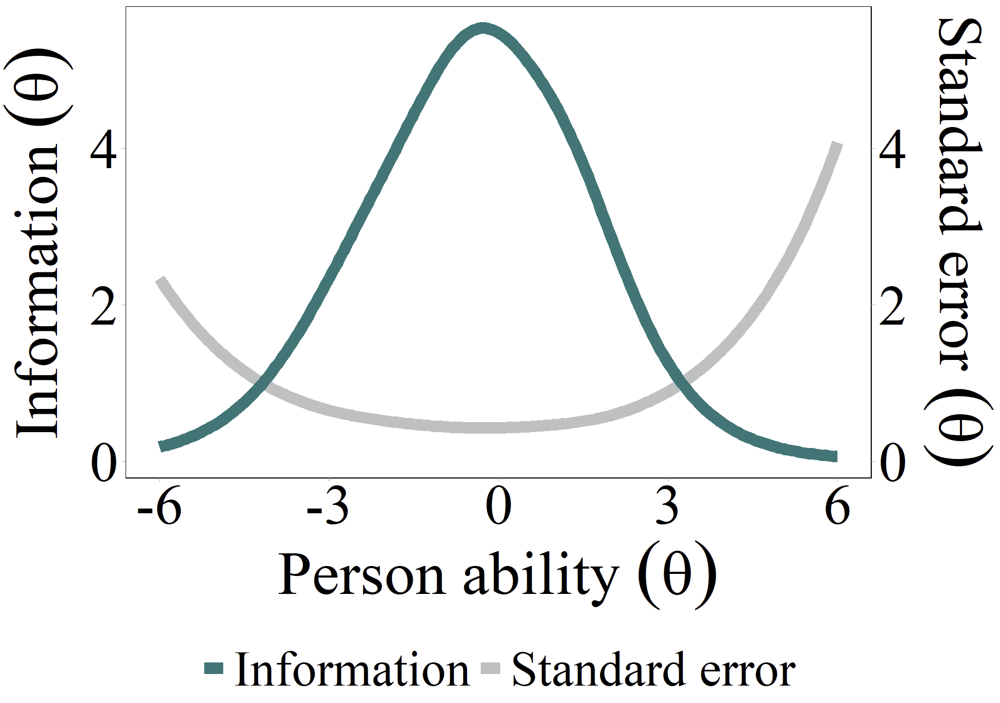 Information (θ)
4
2
0
Standard error (θ)
4
2
0
-6 -3 0 3 6
Person ability (θ)
Information Standard error